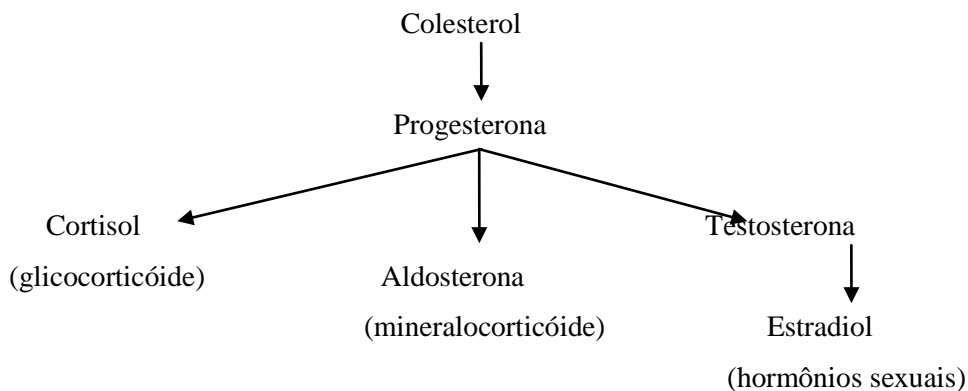 Colesterol
Progesterona
Cortisol
Testosterona
(glicocorticóide)
Aldosterona
(mineralocorticóide)
Estradiol
(hormônios sexuais)